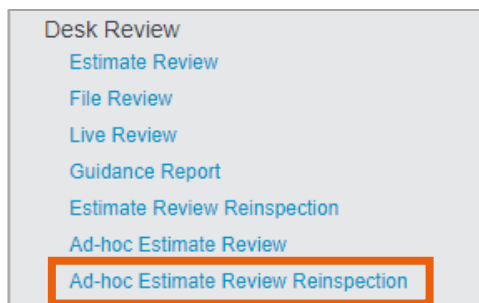 Desk Review
Estimate Review
File Review
Live Review
Guidance Report
Estimate Review Reinspection
Ad-hoc Estimate Review
Ad-hoc Estimate Review Reinspection